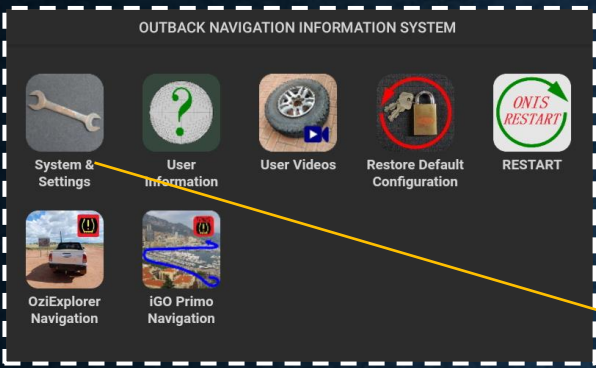 OUTBACK NAVIGATION INFORMATION SYSTEM
ONIS
RESTART
System &
Settings
User
Information
User Videos
Restore Default
Configuration
RESTART
OziExplorer
Navigation
iGO Primo
Navigation